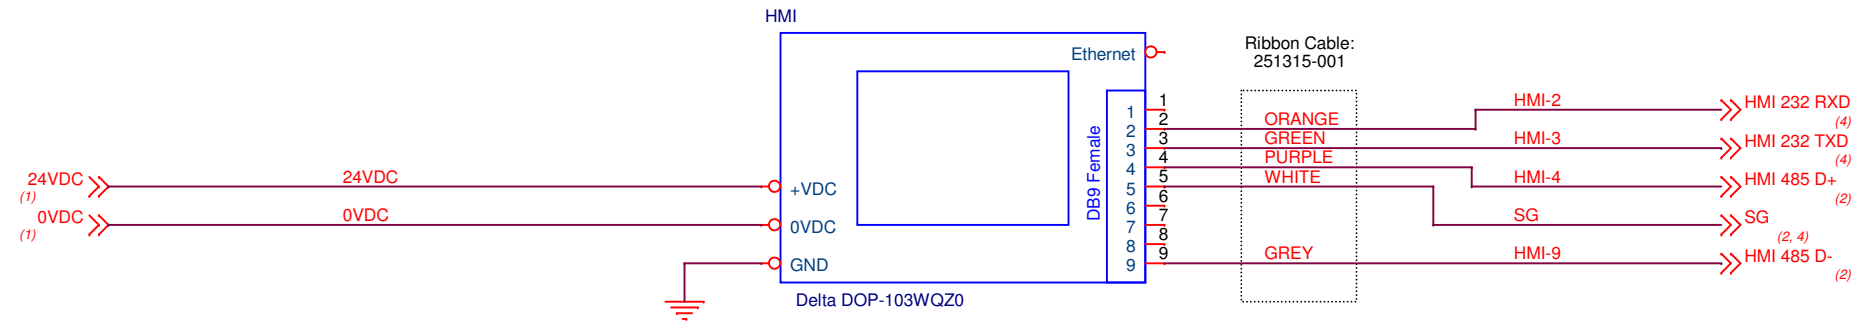 HMI
Ethernet
Ribbon Cable:
251315-001
DB9 Female
1 1
2 2 ORANGE HMI-2 HMI 232 RXD
(4)
3 3 GREEN HMI-3 HMI 232 TXD
(4)
4 4 PURPLE HMI-4 HMI 485 D+
(2)
5 5 WHITE SG SG
(2, 4)
6 6
7 7
8 8
9 9 GREY HMI-9 HMI 485 D-
(2)
24VDC 24VDC +VDC
(1)
0VDC 0VDC 0VDC
(1)
GND
Delta DOP-103WQZ0